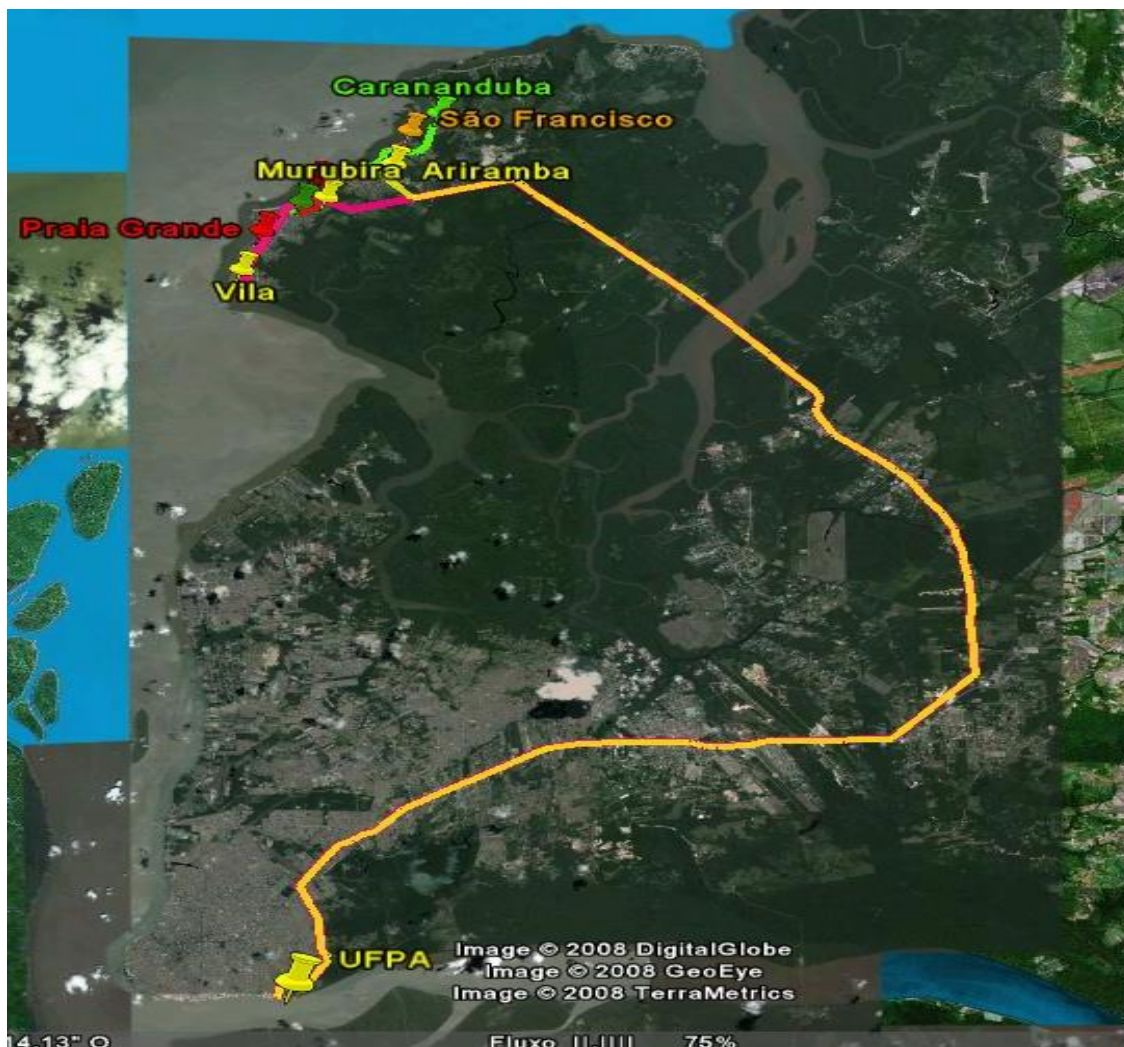 Carananduba
São Francisco
Murubira Ariramba
Praia Grande
Vila
UFPA
Image © 2008 DigitalGlobe
Image © 2008 GeoEye
Image © 2008 TerraMetrics
14.13" O Fluxo ||.|||| 75%